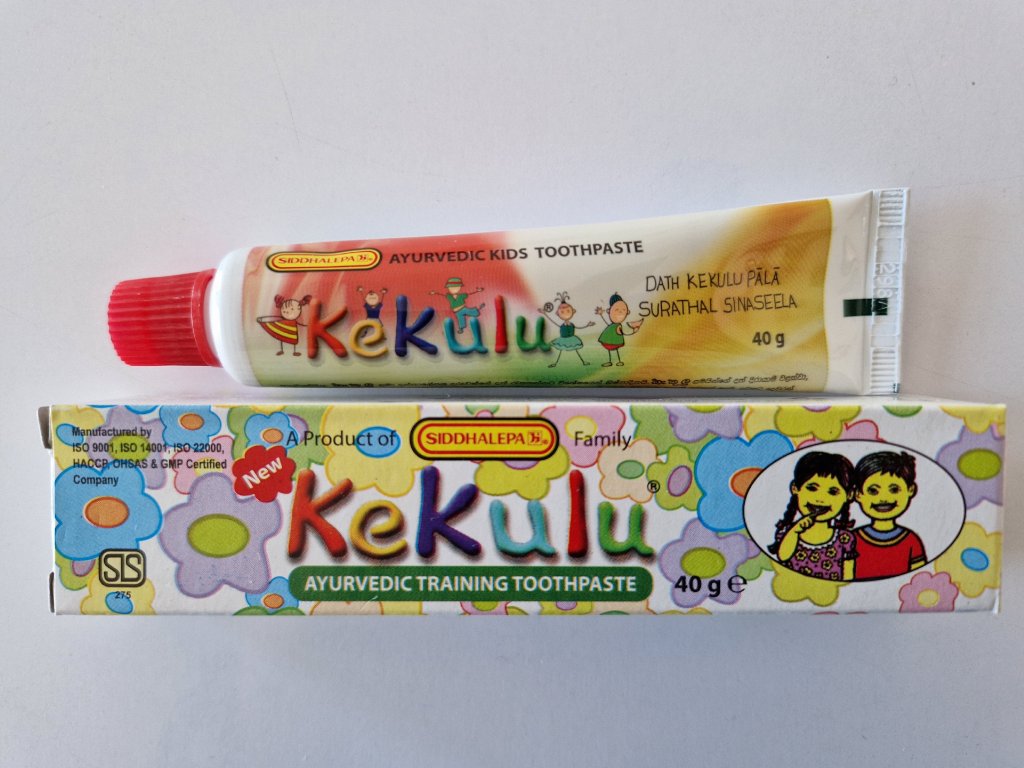 SIDDHALEPA
AYURVEDIC KIDS TOOTHPASTE
Kekulu®
DATH KEKULU PĀLĀ
SURATHAL SINASEELA
40 g
Manufactured by
ISO 9001, ISO 14001, ISO 22000,
HACCP, OHSAS & GMP Certified
Company
A Product of SIDDHALEPA® Family
New
Kekulu®
AYURVEDIC TRAINING TOOTHPASTE
40 g e
SLS
275